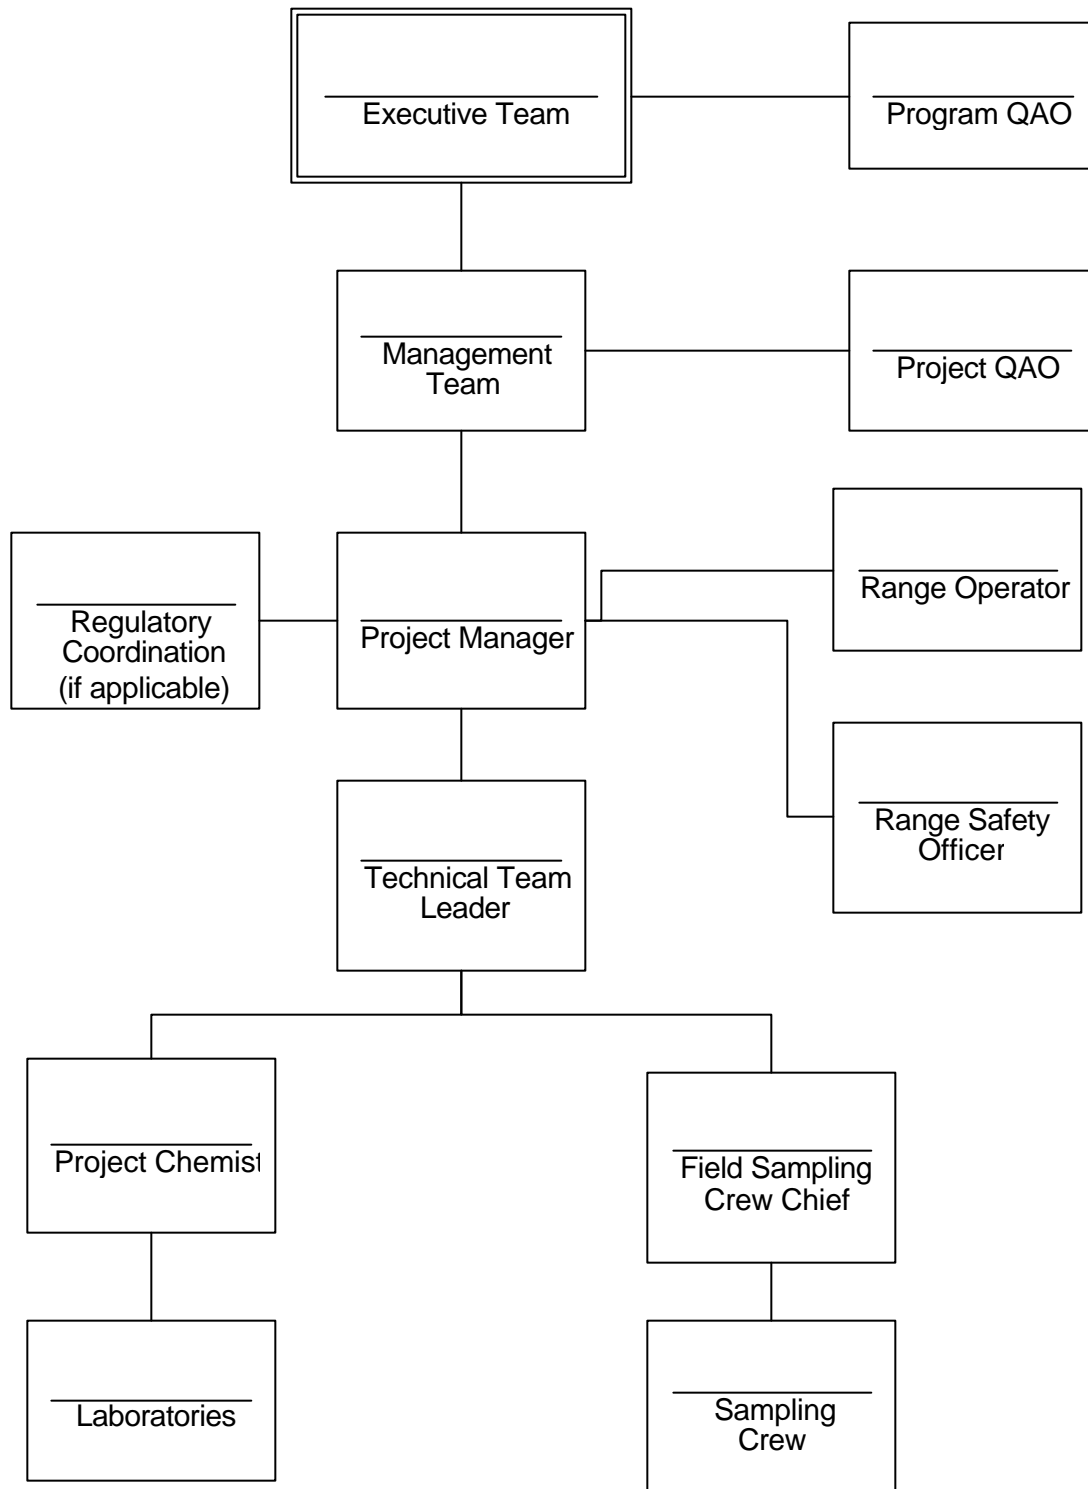 Executive Team
Program QAO
Management
Team
Project QAO
Regulatory
Coordination
(if applicable)
Project Manager
Range Operator
Range Safety
Officer
Technical Team
Leader
Project Chemist
Field Sampling
Crew Chief
Laboratories
Sampling
Crew